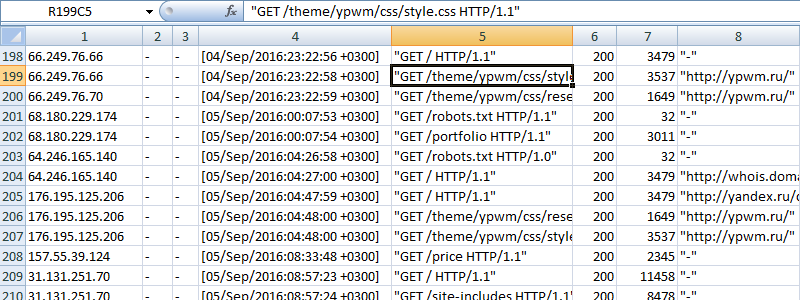 R199C5 fx "GET /theme/ypwm/css/style.css HTTP/1.1"
1 2 3 4 5 6 7 8
198 66.249.76.66 - - [04/Sep/2016:23:22:56 +0300] "GET / HTTP/1.1" 200 3479 "-"
199 66.249.76.66 - - [04/Sep/2016:23:22:58 +0300] "GET /theme/ypwm/css/style 200 3537 "http://ypwm.ru/"
200 66.249.76.70 - - [04/Sep/2016:23:22:59 +0300] "GET /theme/ypwm/css/rese 200 1649 "http://ypwm.ru/"
201 68.180.229.174 - - [05/Sep/2016:00:07:53 +0300] "GET /robots.txt HTTP/1.1" 200 32 "-"
202 68.180.229.174 - - [05/Sep/2016:00:07:54 +0300] "GET /portfolio HTTP/1.1" 200 3011 "-"
203 64.246.165.140 - - [05/Sep/2016:04:26:58 +0300] "GET /robots.txt HTTP/1.0" 200 32 "-"
204 64.246.165.140 - - [05/Sep/2016:04:27:00 +0300] "GET / HTTP/1.1" 200 3479 "http://whois.doma
205 176.195.125.206 - - [05/Sep/2016:04:47:59 +0300] "GET / HTTP/1.1" 200 3479 "http://yandex.ru/c
206 176.195.125.206 - - [05/Sep/2016:04:48:00 +0300] "GET /theme/ypwm/css/rese 200 1649 "http://ypwm.ru/"
207 176.195.125.206 - - [05/Sep/2016:04:48:00 +0300] "GET /theme/ypwm/css/style 200 3537 "http://ypwm.ru/"
208 157.55.39.124 - - [05/Sep/2016:08:33:48 +0300] "GET /price HTTP/1.1" 200 2345 "-"
209 31.131.251.70 - - [05/Sep/2016:08:57:23 +0300] "GET / HTTP/1.1" 200 11458 "-"
210 31.131.251.70 - - [05/Sep/2016:08:57:24 +0300] "GET /site-includes HTTP/1.1" 200 8478 "-"